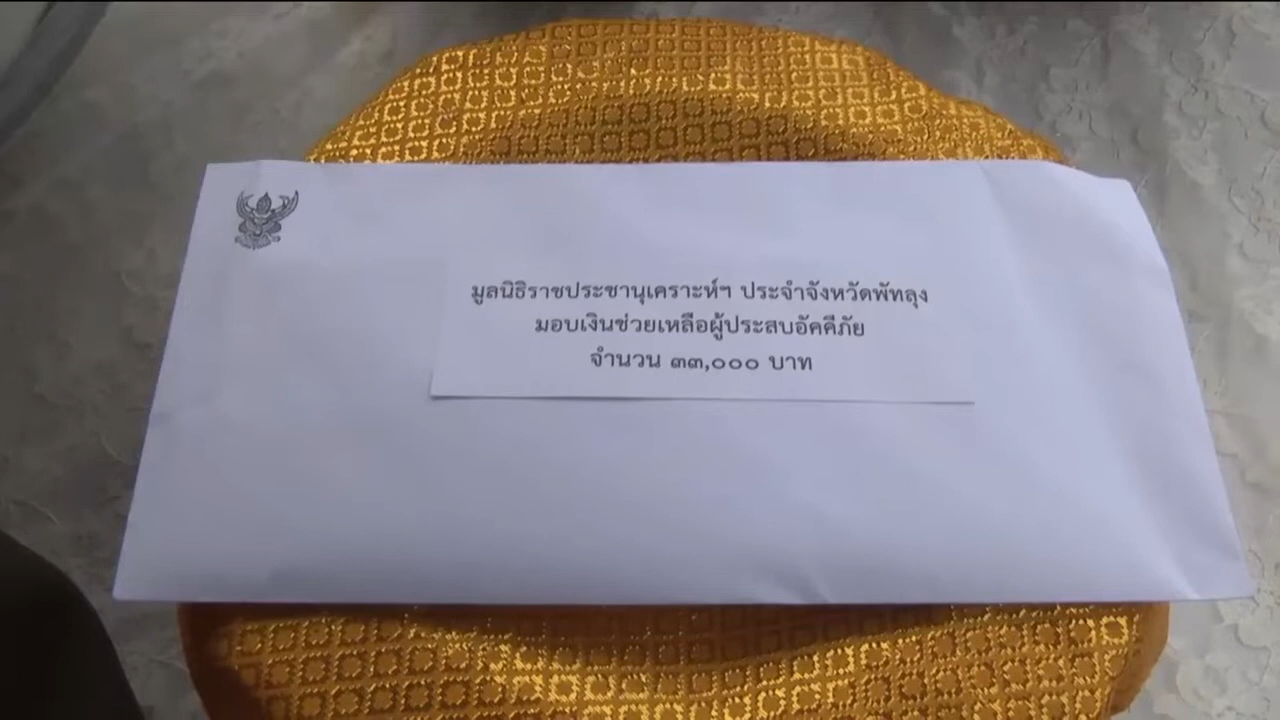 มูลนิธิราชประชานุเคราะห์ฯ ประจำจังหวัดพัทลุง
มอบเงินช่วยเหลือผู้ประสบอัคคีภัย
จำนวน ๓๓,๐๐๐ บาท